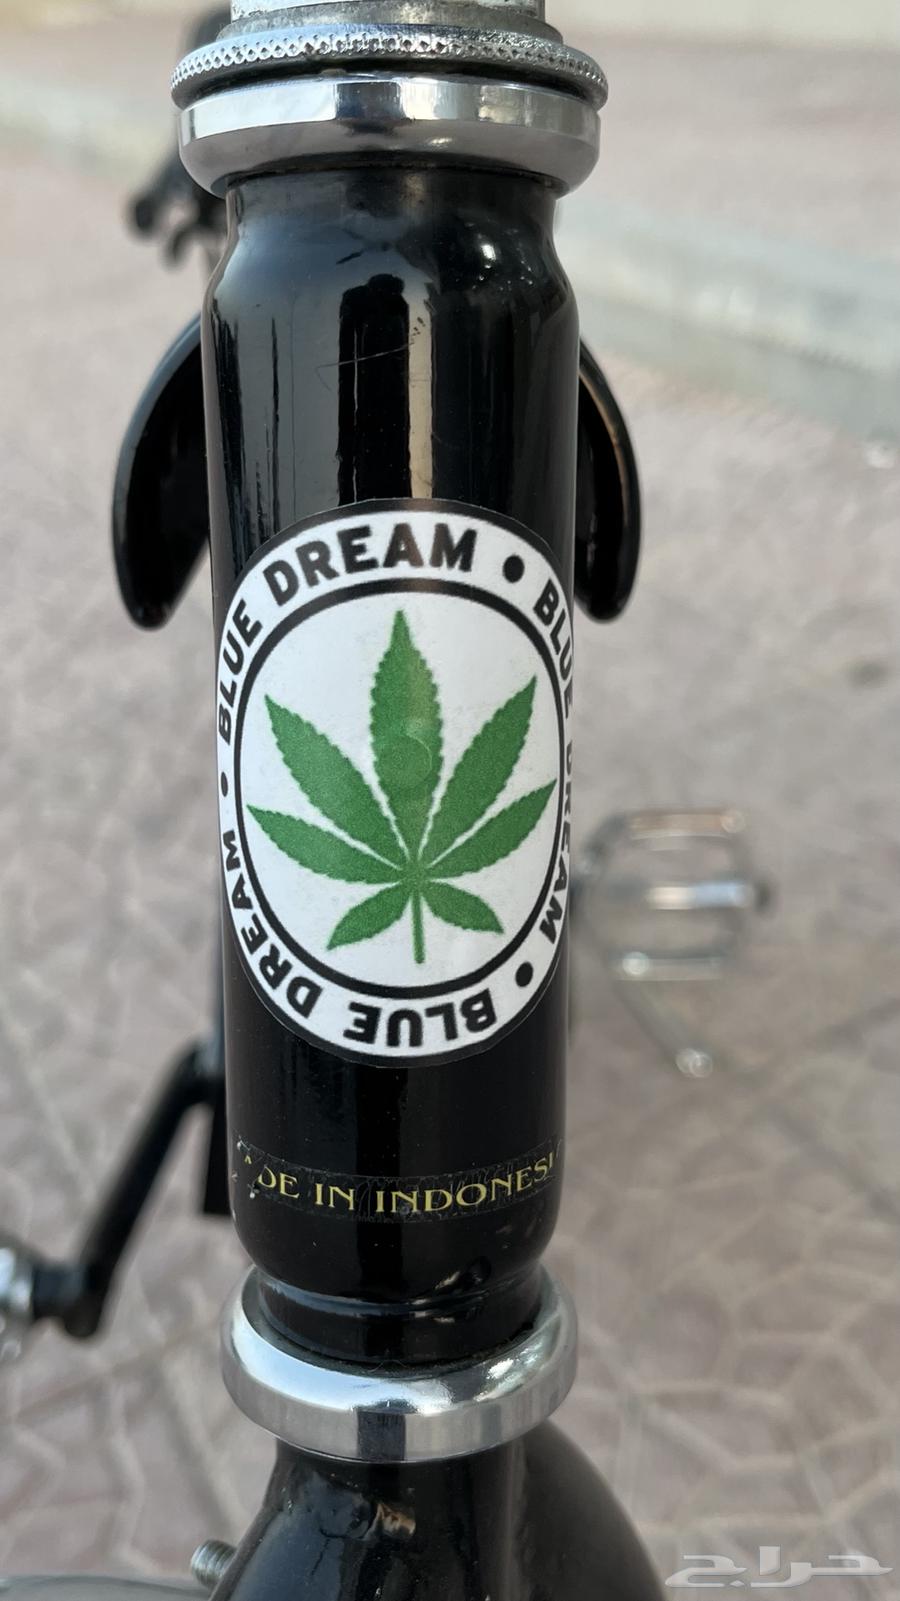 BLUE DREAM • BLUE DREAM • BLUE DREAM •
DE IN INDONESI
حراج